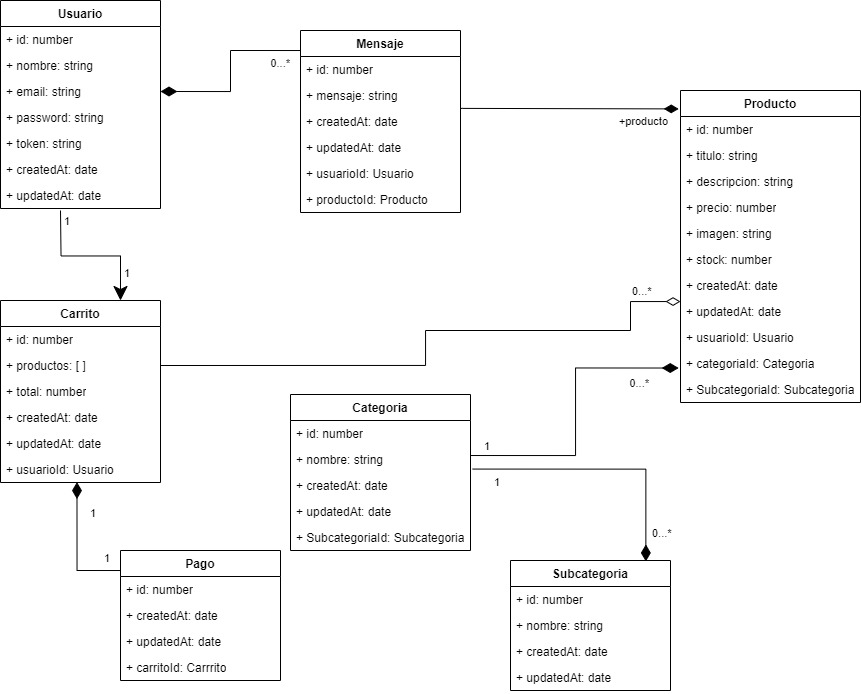 Usuario
+ id: number
+ nombre: string
+ email: string
+ password: string
+ token: string
+ createdAt: date
+ updatedAt: date
1
1
0...*
Mensaje
+ id: number
+ mensaje: string
+ createdAt: date
+ updatedAt: date
+ usuarioId: Usuario
+ productoId: Producto
+producto
Producto
+ id: number
+ titulo: string
+ descripcion: string
+ precio: number
+ imagen: string
+ stock: number
+ createdAt: date
+ updatedAt: date
+ usuarioId: Usuario
+ categoriaId: Categoria
+ SubcategoriaId: Subcategoria
0...*
0...*
Carrito
+ id: number
+ productos: [ ]
+ total: number
+ createdAt: date
+ updatedAt: date
+ usuarioId: Usuario
1
1
Categoria
+ id: number
+ nombre: string
+ createdAt: date
+ updatedAt: date
+ SubcategoriaId: Subcategoria
1
1
0...*
Pago
+ id: number
+ createdAt: date
+ updatedAt: date
+ carritoId: Carrrito
Subcategoria
+ id: number
+ nombre: string
+ createdAt: date
+ updatedAt: date